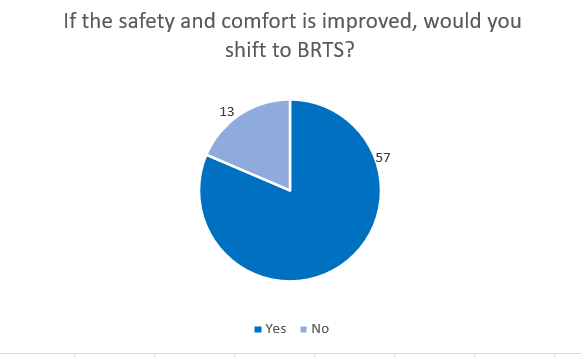 If the safety and comfort is improved, would you
shift to BRTS?
13
57
Yes No